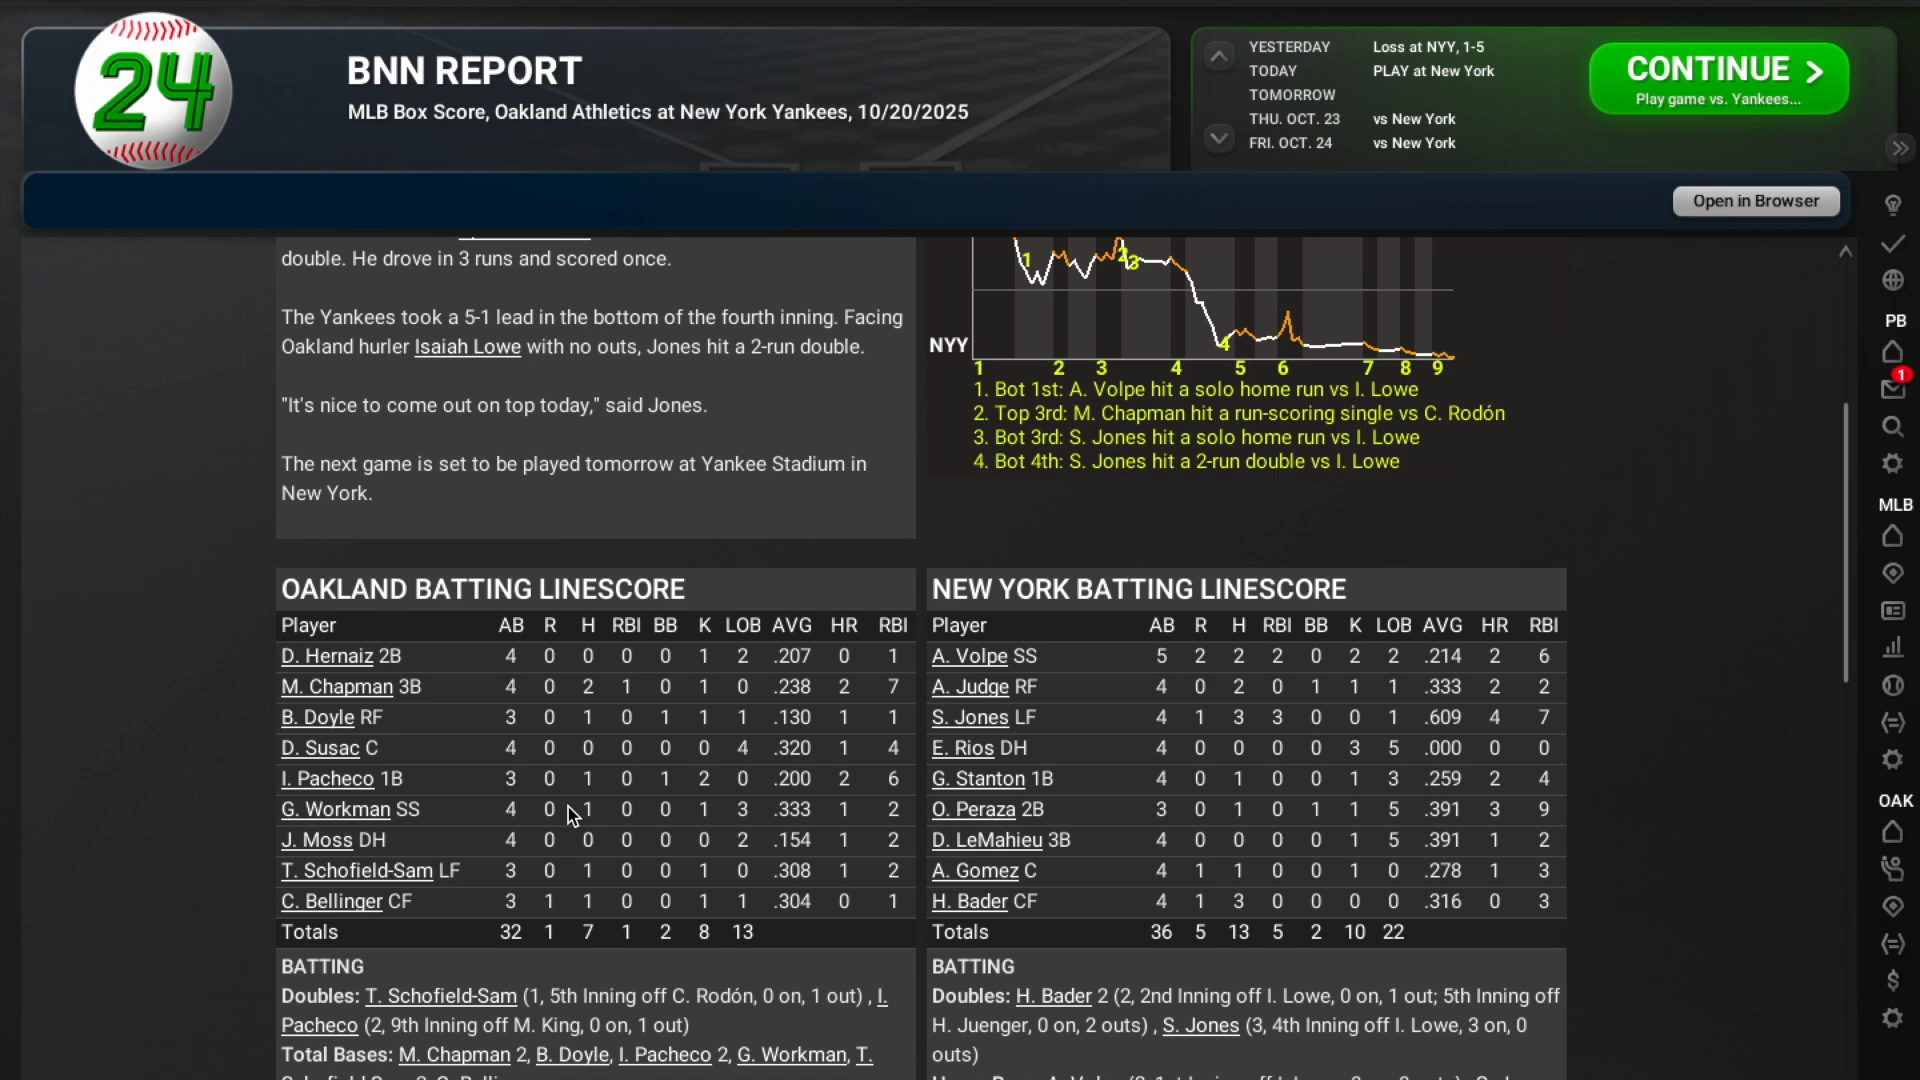 24
BNN REPORT
MLB Box Score, Oakland Athletics at New York Yankees, 10/20/2025
YESTERDAY Loss at NYY, 1-5
TODAY PLAY at New York
TOMORROW
THU. OCT. 23 vs New York
FRI. OCT. 24 vs New York
CONTINUE
Play game vs. Yankees...
Open in Browser
double. He drove in 3 runs and scored once.
The Yankees took a 5-1 lead in the bottom of the fourth inning. Facing
Oakland hurler Isaiah Lowe with no outs, Jones hit a 2-run double.
"It's nice to come out on top today," said Jones.
The next game is set to be played tomorrow at Yankee Stadium in
New York.
1 2 3 4
NYY
1 2 3 4 5 6 7 8 9
1. Bot 1st: A. Volpe hit a solo home run vs I. Lowe
2. Top 3rd: M. Chapman hit a run-scoring single vs C. Rodón
3. Bot 3rd: S. Jones hit a solo home run vs I. Lowe
4. Bot 4th: S. Jones hit a 2-run double vs I. Lowe
OAKLAND BATTING LINESCORE
Player AB R H RBI BB K LOB AVG HR RBI
D. Hernaiz 2B 4 0 0 0 0 1 2 .207 0 1
M. Chapman 3B 4 0 2 1 0 1 0 .238 2 7
B. Doyle RF 3 0 1 0 1 1 1 .130 1 1
D. Susac C 4 0 0 0 0 0 4 .320 1 4
I. Pacheco 1B 3 0 1 0 1 2 0 .200 2 6
G. Workman SS 4 0 1 0 0 1 3 .333 1 2
J. Moss DH 4 0 0 0 0 0 2 .154 1 2
T. Schofield-Sam LF 3 0 1 0 0 1 0 .308 1 2
C. Bellinger CF 3 1 1 0 0 1 1 .304 0 1
Totals 32 1 7 1 2 8 13
BATTING
Doubles: T. Schofield-Sam (1, 5th Inning off C. Rodón, 0 on, 1 out) , I.
Pacheco (2, 9th Inning off M. King, 0 on, 1 out)
Total Bases: M. Chapman 2, B. Doyle, I. Pacheco 2, G. Workman, T.
NEW YORK BATTING LINESCORE
Player AB R H RBI BB K LOB AVG HR RBI
A. Volpe SS 5 2 2 2 0 2 2 .214 2 6
A. Judge RF 4 0 2 0 1 1 1 .333 2 2
S. Jones LF 4 1 3 3 0 0 1 .609 4 7
E. Rios DH 4 0 0 0 0 3 5 .000 0 0
G. Stanton 1B 4 0 1 0 0 1 3 .259 2 4
O. Peraza 2B 3 0 1 0 1 1 5 .391 3 9
D. LeMahieu 3B 4 0 0 0 0 1 5 .391 1 2
A. Gomez C 4 1 1 0 0 1 0 .278 1 3
H. Bader CF 4 1 3 0 0 0 0 .316 0 3
Totals 36 5 13 5 2 10 22
BATTING
Doubles: H. Bader 2 (2, 2nd Inning off I. Lowe, 0 on, 1 out; 5th Inning off
H. Juenger, 0 on, 2 outs) , S. Jones (3, 4th Inning off I. Lowe, 3 on, 0
outs)
PB
1
MLB
OAK